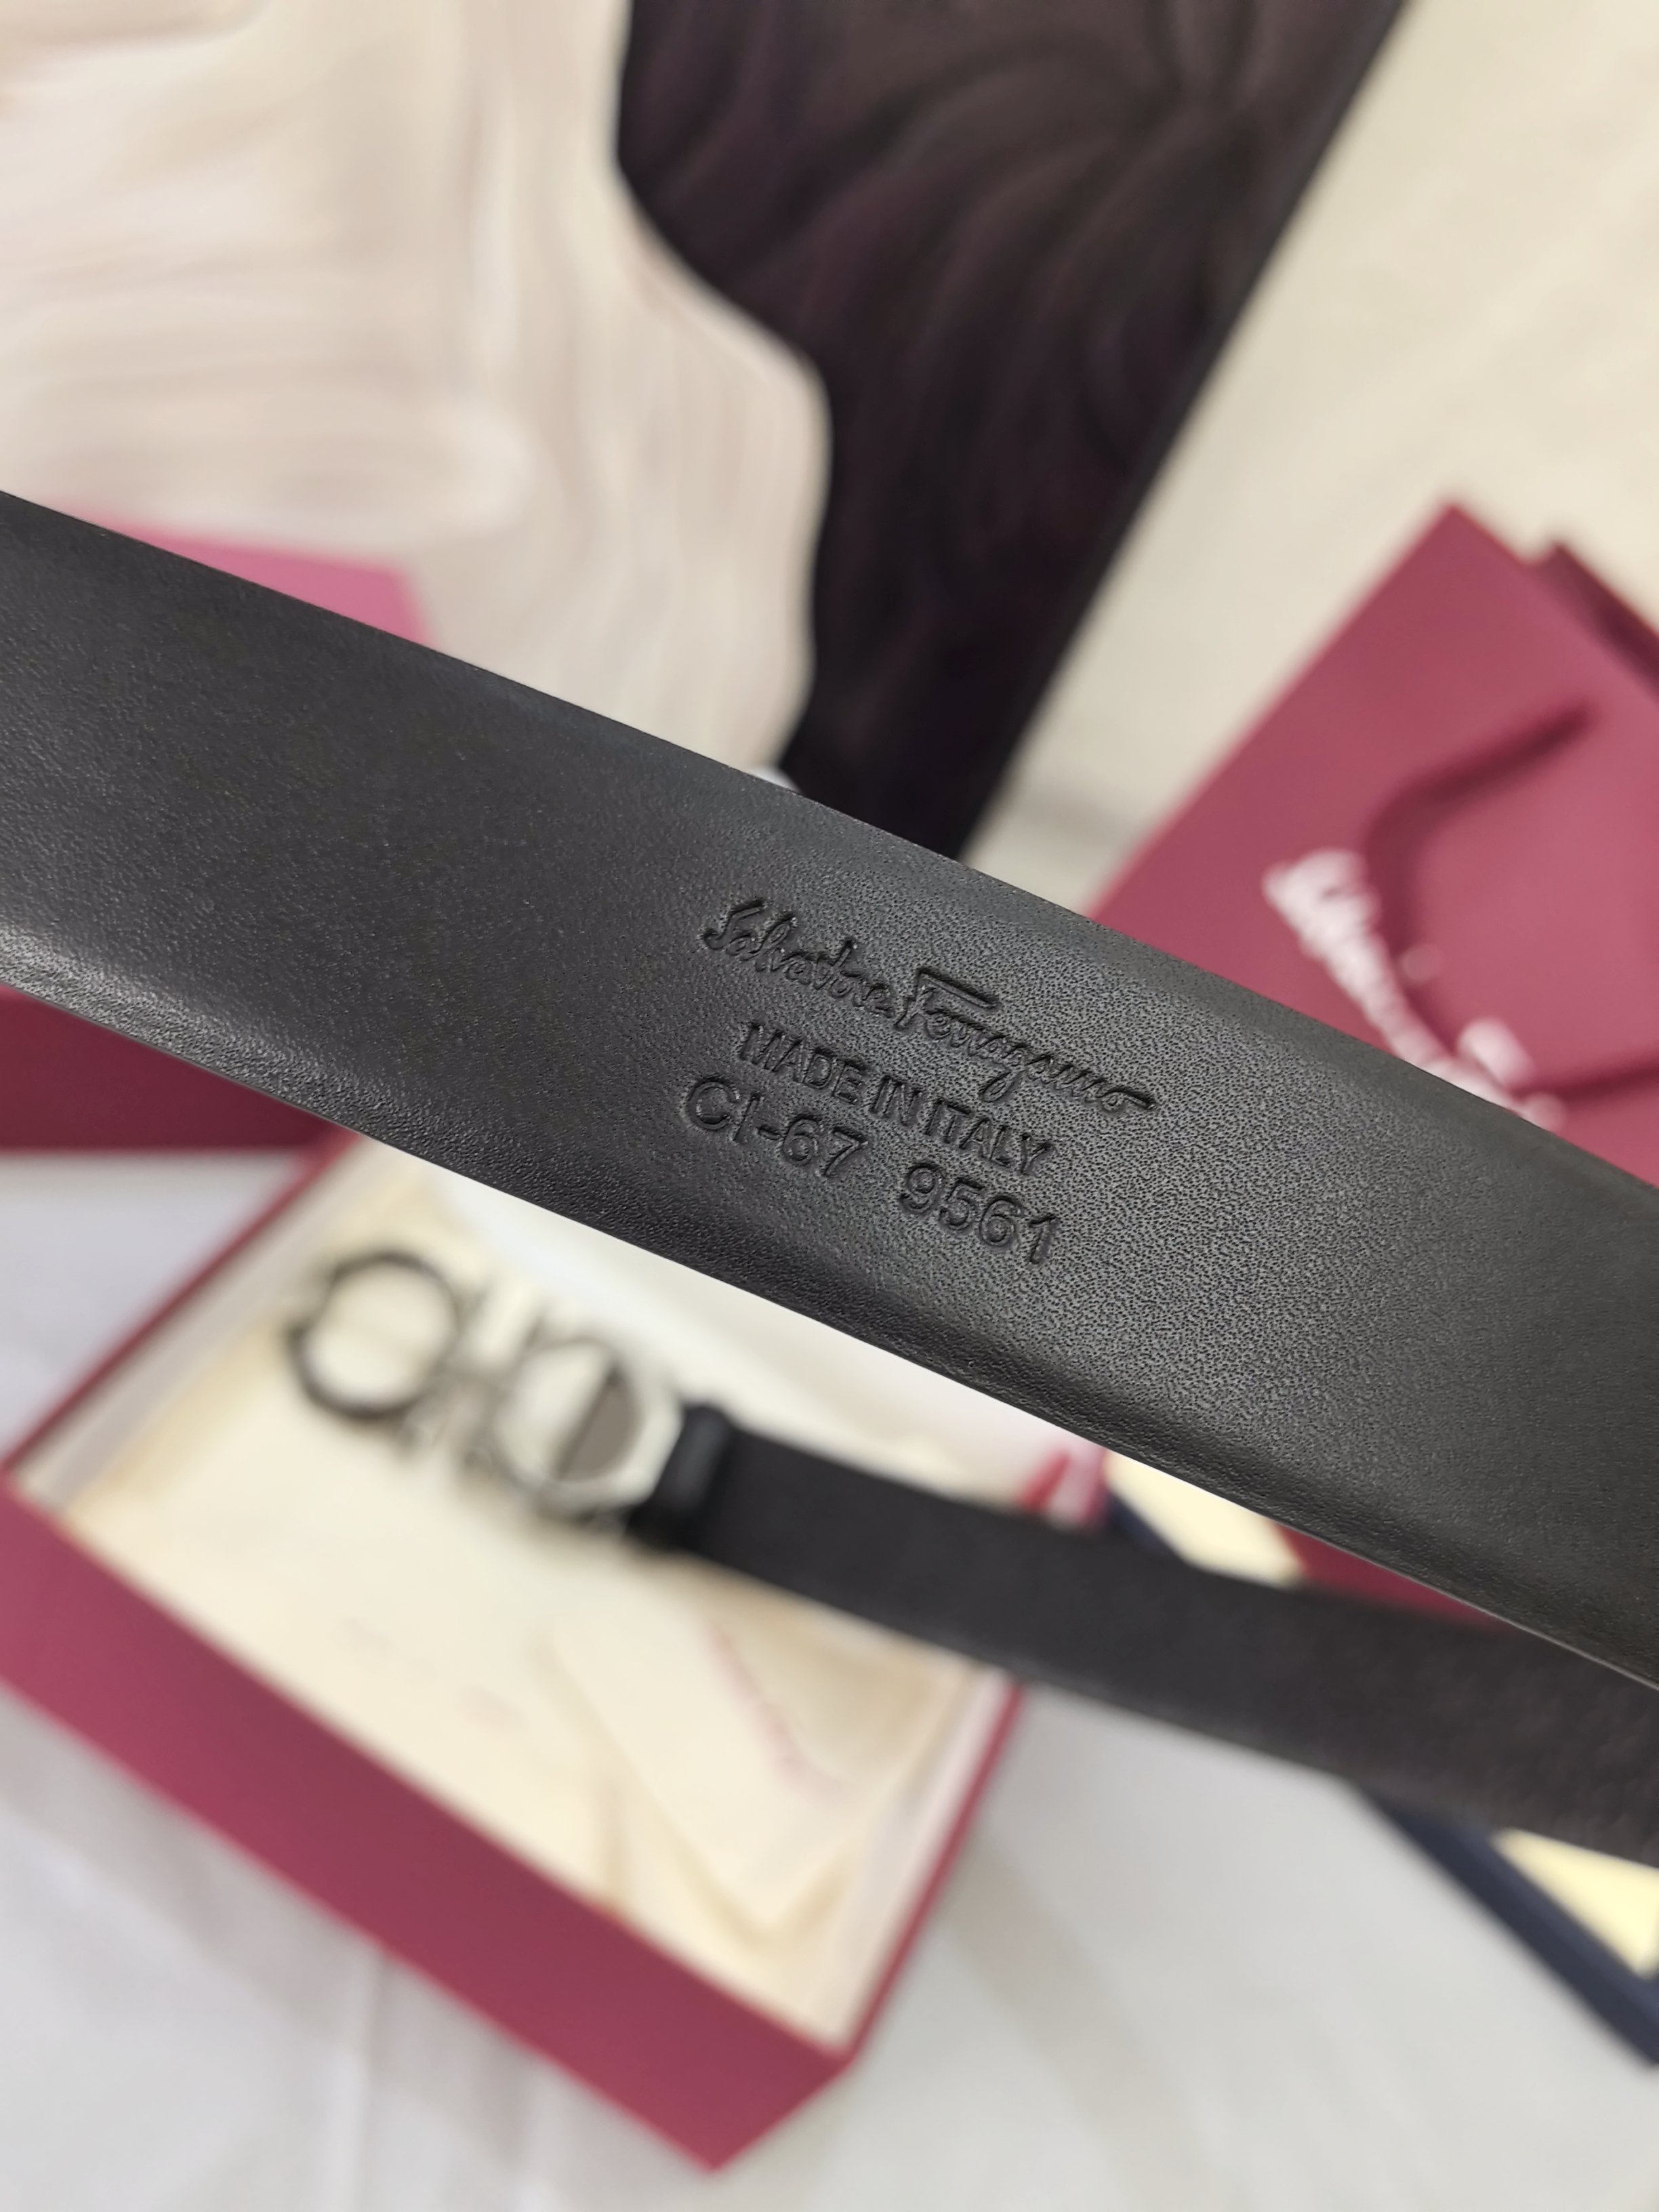 Salvatore Ferragamo
MADE IN ITALY
CI-67 9561